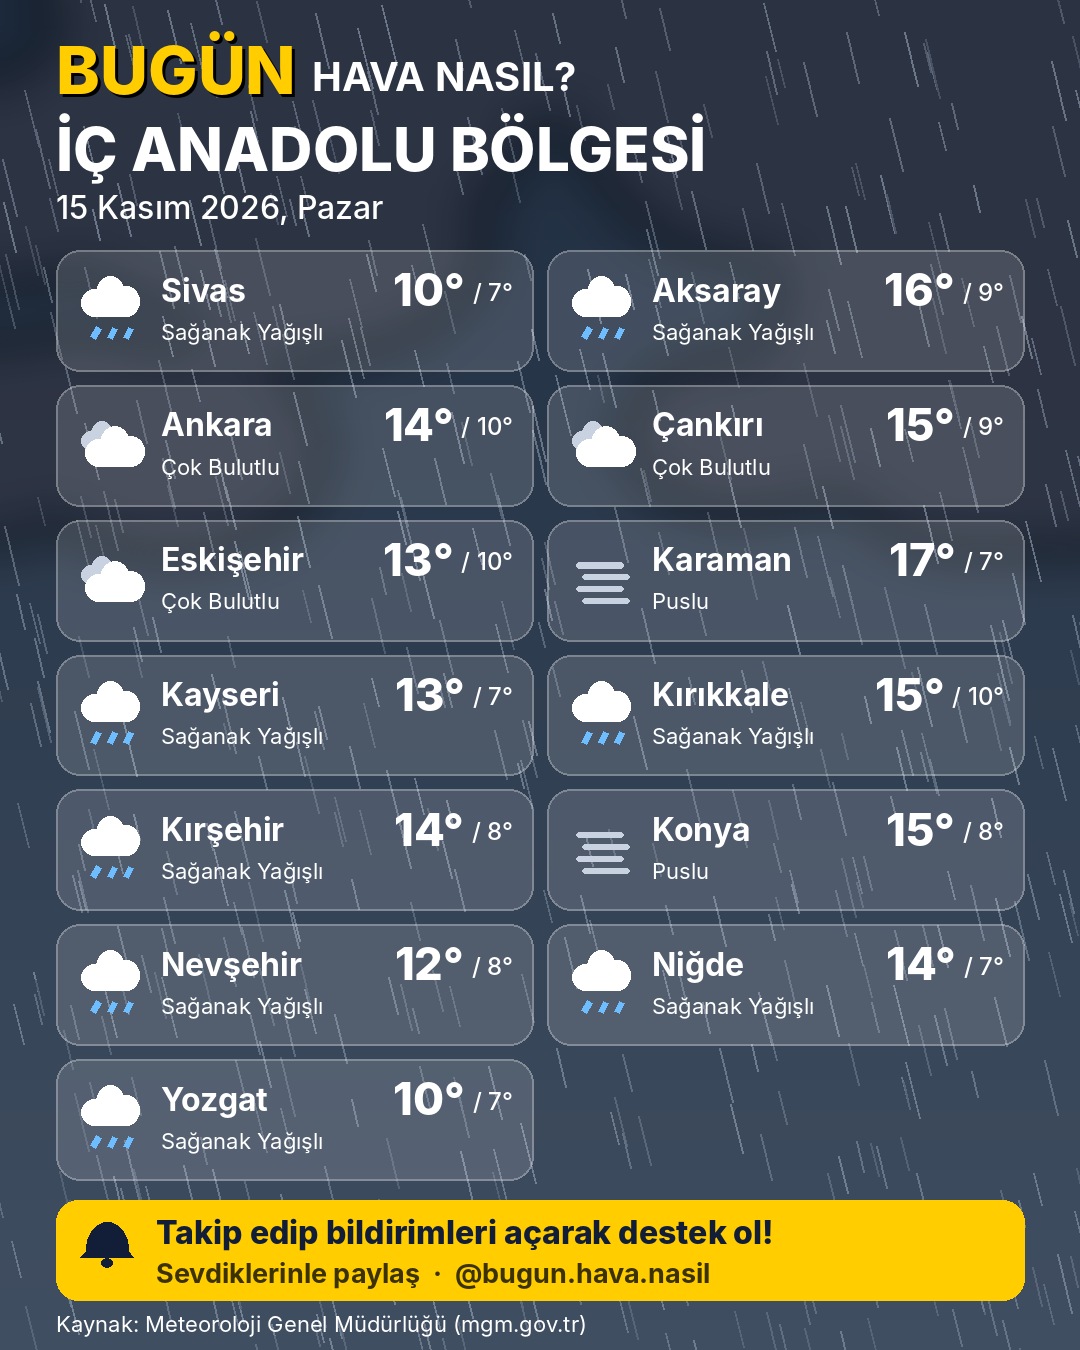 BUGÜN HAVA NASIL?
İÇ ANADOLU BÖLGESİ
15 Kasım 2026, Pazar
Sivas 10° / 7°
Sağanak Yağışlı
Aksaray 16° / 9°
Sağanak Yağışlı
Ankara 14° / 10°
Çok Bulutlu
Çankırı 15° / 9°
Çok Bulutlu
Eskişehir 13° / 10°
Çok Bulutlu
Karaman 17° / 7°
Puslu
Kayseri 13° / 7°
Sağanak Yağışlı
Kırıkkale 15° / 10°
Sağanak Yağışlı
Kırşehir 14° / 8°
Sağanak Yağışlı
Konya 15° / 8°
Puslu
Nevşehir 12° / 8°
Sağanak Yağışlı
Niğde 14° / 7°
Sağanak Yağışlı
Yozgat 10° / 7°
Sağanak Yağışlı
Takip edip bildirimleri açarak destek ol!
Sevdiklerinle paylaş · @bugun.hava.nasil
Kaynak: Meteoroloji Genel Müdürlüğü (mgm.gov.tr)